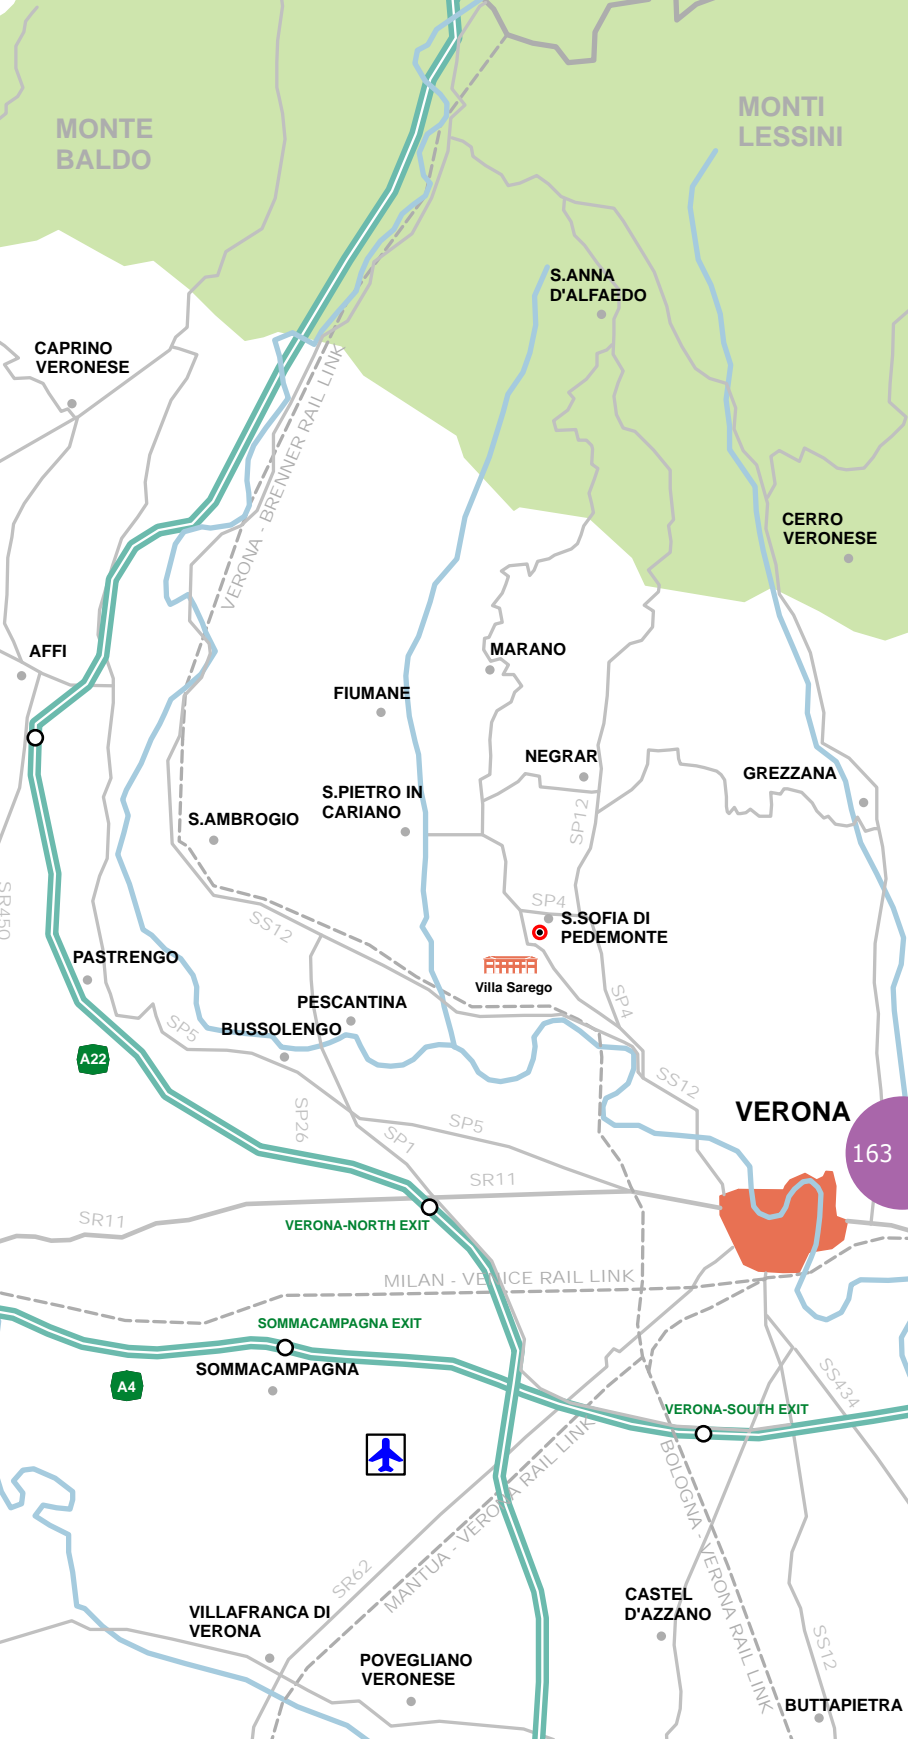 MONTI
LESSINI
MONTE
BALDO
S.ANNA
D'ALFAEDO
CAPRINO
VERONESE
VERONA - BRENNER RAIL LINK
CERRO
VERONESE
AFFI
MARANO
FIUMANE
NEGRAR
GREZZANA
S.PIETRO IN
CARIANO
S.AMBROGIO
SP12
SR450
SP4
SS12
S.SOFIA DI
PEDEMONTE
PASTRENGO
Villa Sarego
PESCANTINA
SP4
SP5
BUSSOLENGO
A22
SS12
VERONA
SP26
SP1
SP5
163
SR11
SR11
VERONA-NORTH EXIT
MILAN - VENICE RAIL LINK
SOMMACAMPAGNA EXIT
SOMMACAMPAGNA
A4
SS434
VERONA-SOUTH EXIT
MANTUA - VERONA RAIL LINK
BOLOGNA - VERONA RAIL LINK
SR62
CASTEL
D'AZZANO
VILLAFRANCA DI
VERONA
SS12
POVEGLIANO
VERONESE
BUTTAPIETRA